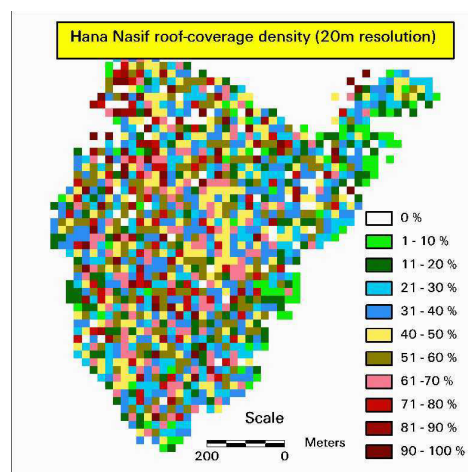 Hana Nasif roof-coverage density (20m resolution)
0 %
1 - 10 %
11 - 20 %
21 - 30 %
31 - 40 %
40 - 50 %
51 - 60 %
61 -70 %
71 - 80 %
81 - 90 %
90 - 100 %
Scale
Meters
200 0